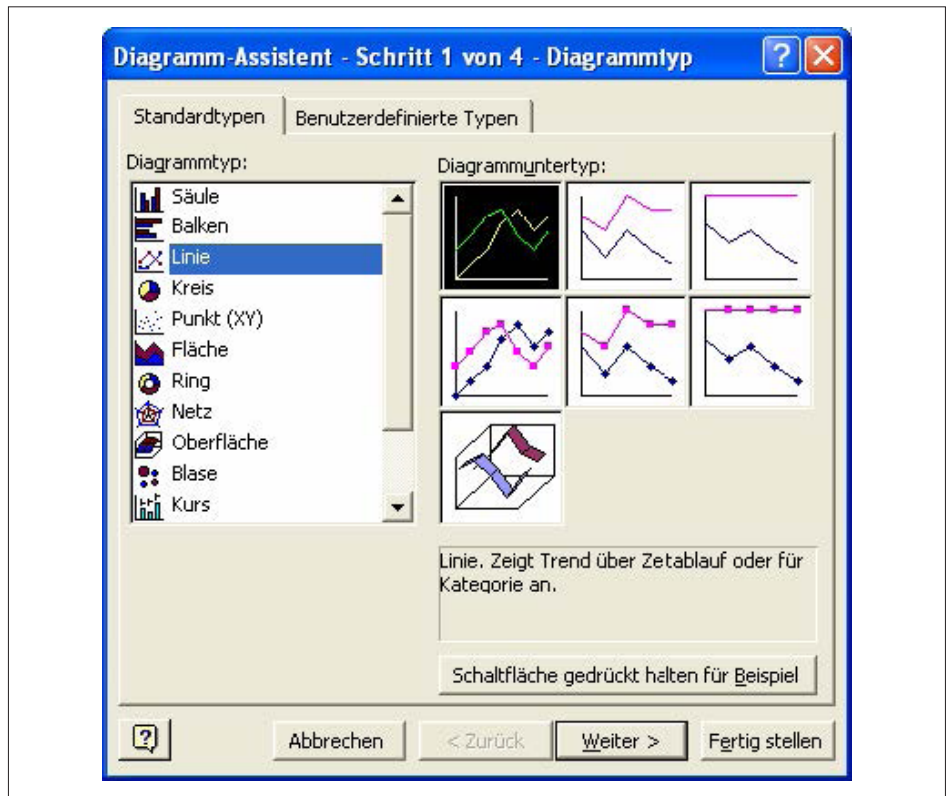 Diagramm-Assistent - Schritt 1 von 4 - Diagrammtyp
Standardtypen
Benutzerdefinierte Typen
Diagrammtyp:
Säule
Balken
Linie
Kreis
Punkt (XY)
Fläche
Ring
Netz
Oberfläche
Blase
Kurs
Diagrammuntertyp:
Linie. Zeigt Trend über Zetablauf oder für
Kategorie an.
Schaltfläche gedrückt halten für Beispiel
Abbrechen
< Zurück
Weiter >
Fertig stellen